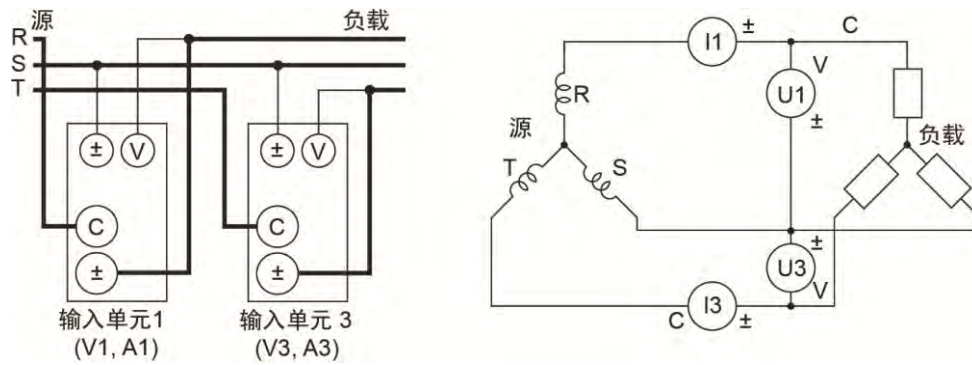 源 负载
R
S
T
± V ± V
C C
± ±
输入单元1 输入单元 3
(V1, A1) (V3, A3)
I1 ± C
V
U1
R
±
源 负载
T S
±
U3
V
C I3 ±